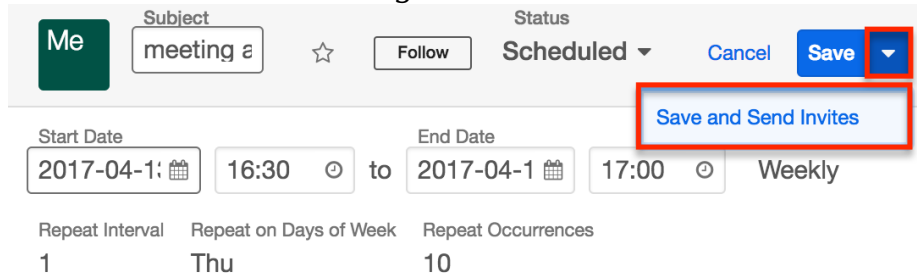 Subject
Status
Me
meeting a
Follow
Scheduled
Cancel
Save
Save and Send Invites
Start Date
End Date
2017-04-1
16:30
to
2017-04-1
17:00
Weekly
Repeat Interval
Repeat on Days of Week
Repeat Occurrences
1
Thu
10